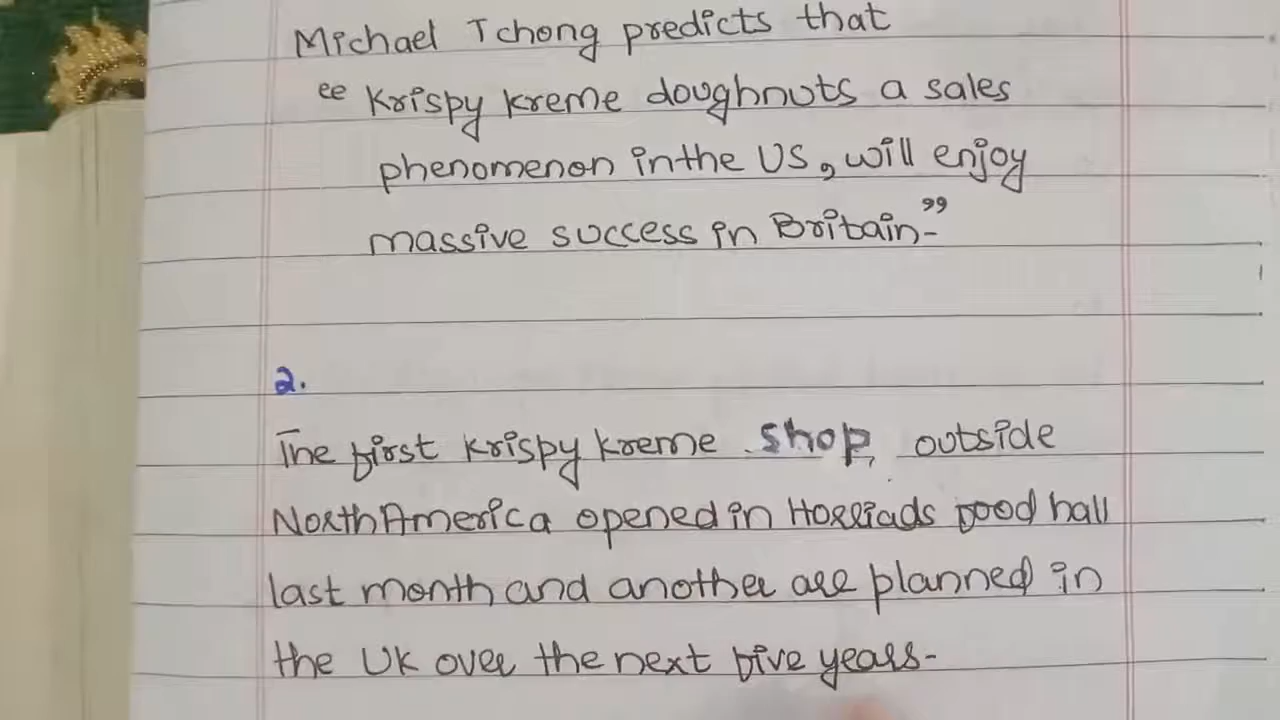 Michael Tchong predicts that
"Krispy kreme doughnuts a sales
phenomenon in the US, will enjoy
massive success in Britain-"
2.
The first krispy kreme shop, outside
North America opened in Horriads food hall
last month and another are planned in
the UK over the next five years-